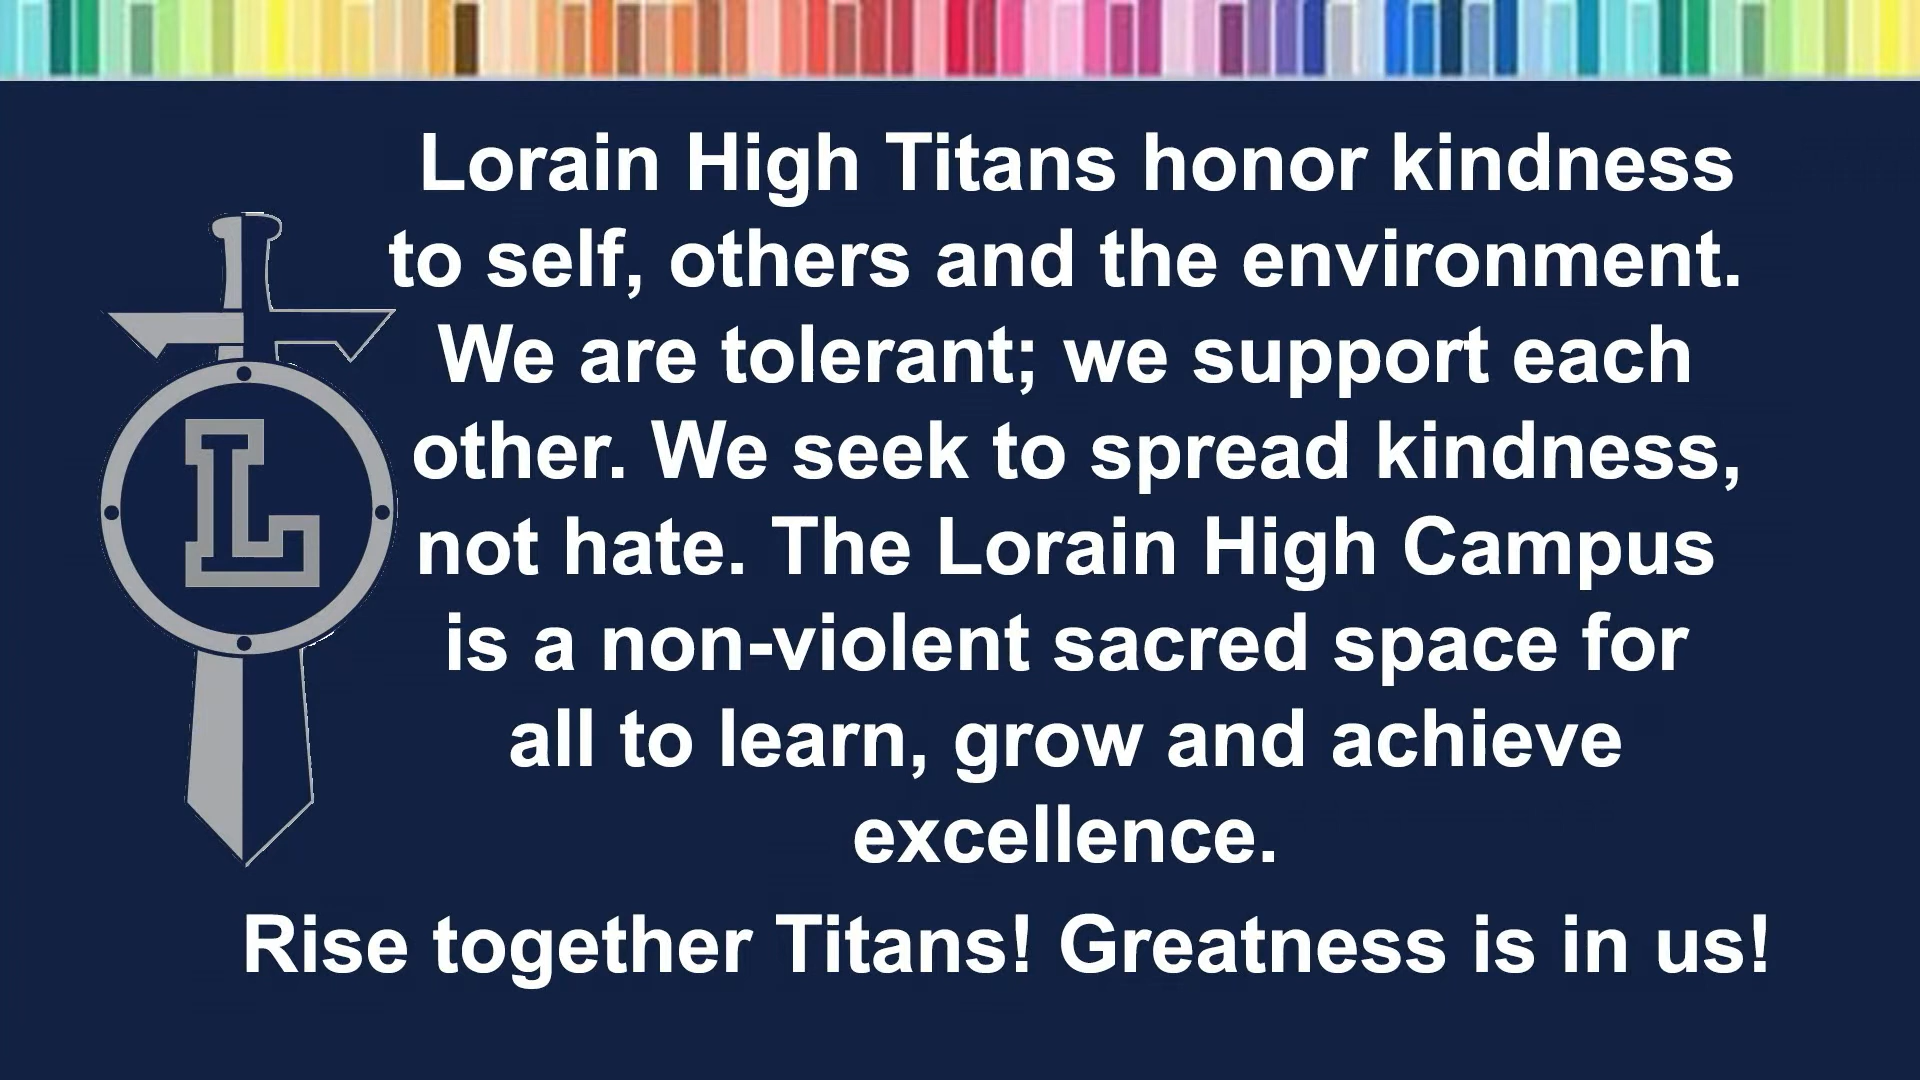 Lorain High Titans honor kindness
to self, others and the environment.
We are tolerant; we support each
other. We seek to spread kindness,
not hate. The Lorain High Campus
is a non-violent sacred space for
all to learn, grow and achieve
excellence.
Rise together Titans! Greatness is in us!
L